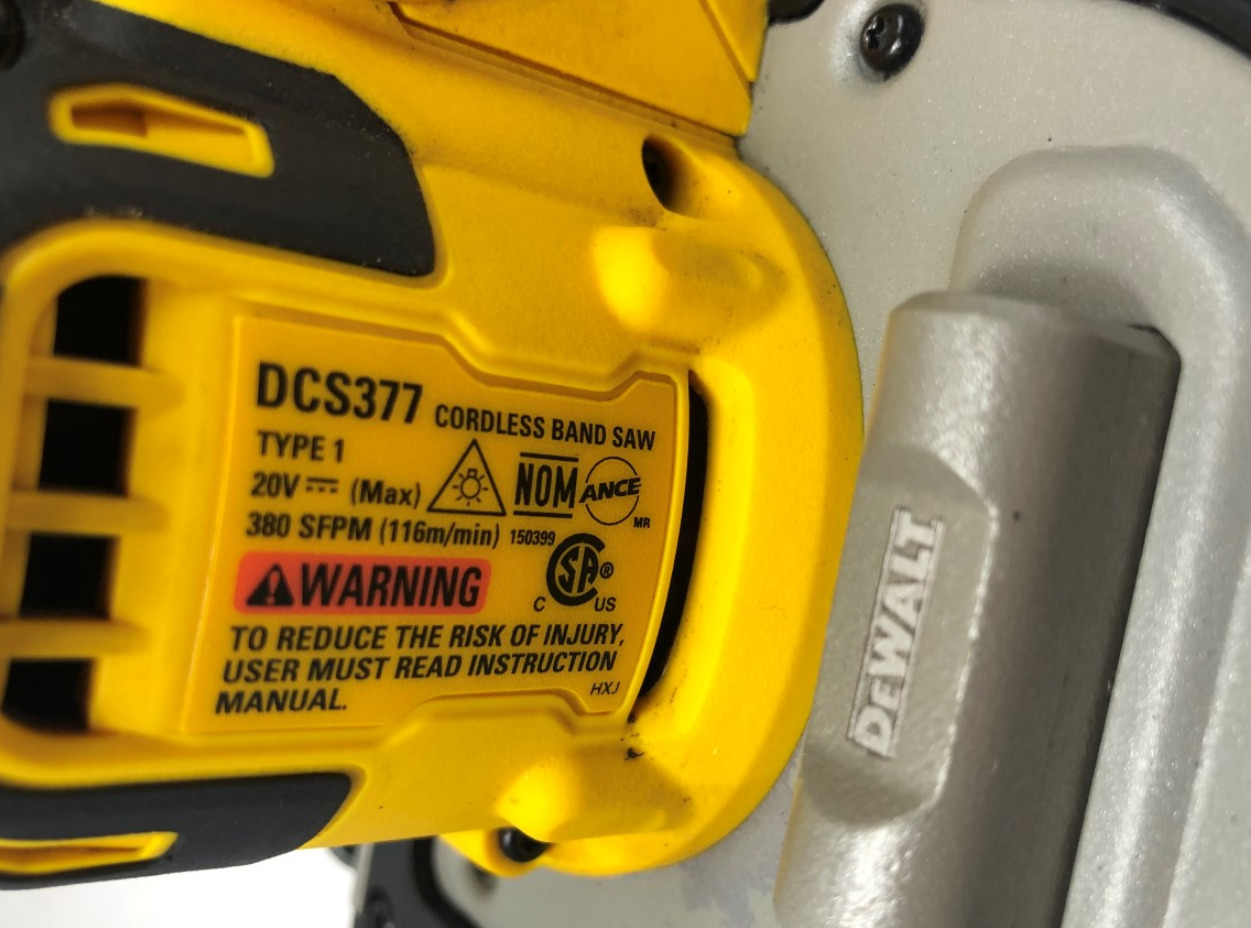 DCS377 CORDLESS BAND SAW
TYPE 1
20V ⎓ (Max)
NOM
ANCE
MR
380 SFPM (116m/min) 150399
SA®
C US
WARNING
TO REDUCE THE RISK OF INJURY,
USER MUST READ INSTRUCTION
MANUAL.
HXJ
DEWALT